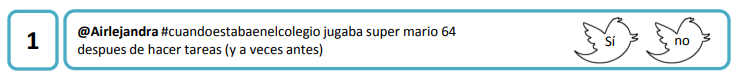 1
@Airlejandra #cuandoestabaenelcolegio jugaba super mario 64
despues de hacer tareas (y a veces antes)
Sí
no